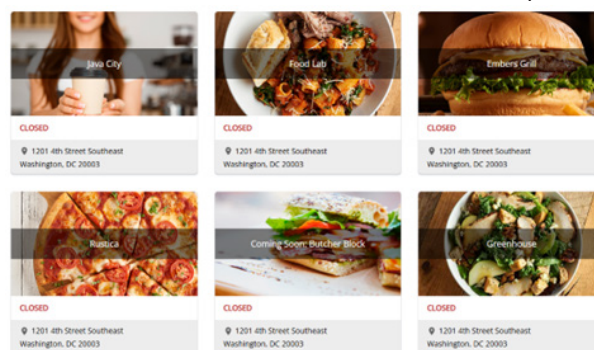 Java City
CLOSED
1201 4th Street Southeast
Washington, DC 20003
Food Lab
CLOSED
1201 4th Street Southeast
Washington, DC 20003
Embers Grill
CLOSED
1201 4th Street Southeast
Washington, DC 20003
Rustica
CLOSED
1201 4th Street Southeast
Washington, DC 20003
Coming Soon: Butcher Block
CLOSED
1201 4th Street Southeast
Washington, DC 20003
Greenhouse
CLOSED
1201 4th Street Southeast
Washington, DC 20003